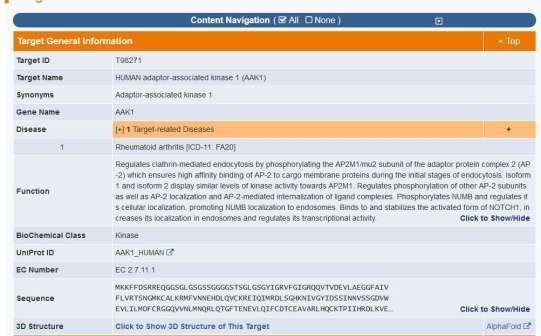 Content Navigation ( All None )
Target General Information
Top
Target ID T98271
Target Name HUMAN adaptor-associated kinase 1 (AAK1)
Synonyms Adaptor-associated kinase 1
Gene Name AAK1
Disease [+] 1 Target-related Diseases +
1 Rheumatoid arthritis [ICD-11: FA20]
Function
Regulates clathrin-mediated endocytosis by phosphorylating the AP2M1/mu2 subunit of the adaptor protein complex 2 (AP
-2) which ensures high affinity binding of AP-2 to cargo membrane proteins during the initial stages of endocytosis. Isoform
1 and isoform 2 display similar levels of kinase activity towards AP2M1. Regulates phosphorylation of other AP-2 subunits
as well as AP-2 localization and AP-2-mediated internalization of ligand complexes. Phosphorylates NUMB and regulates it
s cellular localization, promoting NUMB localization to endosomes. Binds to and stabilizes the activated form of NOTCH1, in
creases its localization in endosomes and regulates its transcriptional activity.
Click to Show/Hide
BioChemical Class Kinase
UniProt ID AAK1_HUMAN
EC Number EC 2.7.11.1
Sequence
MKKFFDSRREQGGSGLGSGSSGGGGSTSGLGSGYIGRVFGIGRQQVTVDEVLAEGGFAIV
FLVRTSNGMKCALKRMFVNNEHDLQVCKREIQIMRDLSGHKNIVGYIDSSINNVSSGDVW
EVLILMDFCRGGQVVNLMNQRLQTGFTENEVLQIFCDTCEAVARLHQCKTPIIHRDLKVE...
Click to Show/Hide
3D Structure Click to Show 3D Structure of This Target AlphaFold